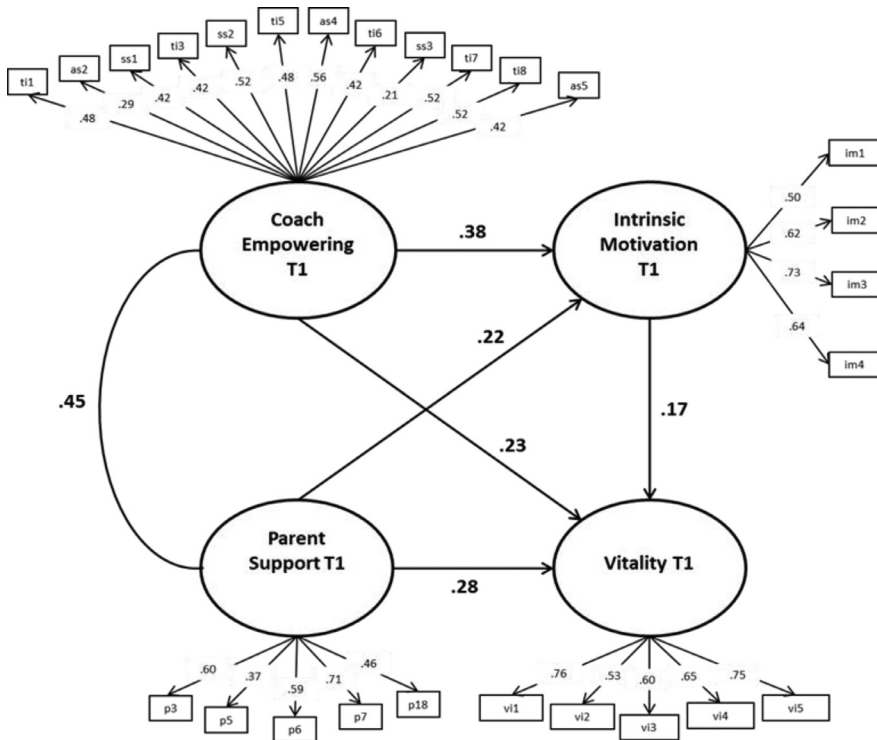 ti1
as2
ss1
ti3
ss2
ti5
as4
ti6
ss3
ti7
ti8
as5
.48
.29
.42
.42
.52
.48
.56
.42
.21
.52
.52
.42
Coach
Empowering
T1
.38
Intrinsic
Motivation
T1
.50
.62
.73
.64
im1
im2
im3
im4
.45
.22
.23
.17
Parent
Support T1
.28
Vitality T1
.60
.37
.59
.71
.46
p3
p5
p6
p7
p18
.76
.53
.60
.65
.75
vi1
vi2
vi3
vi4
vi5